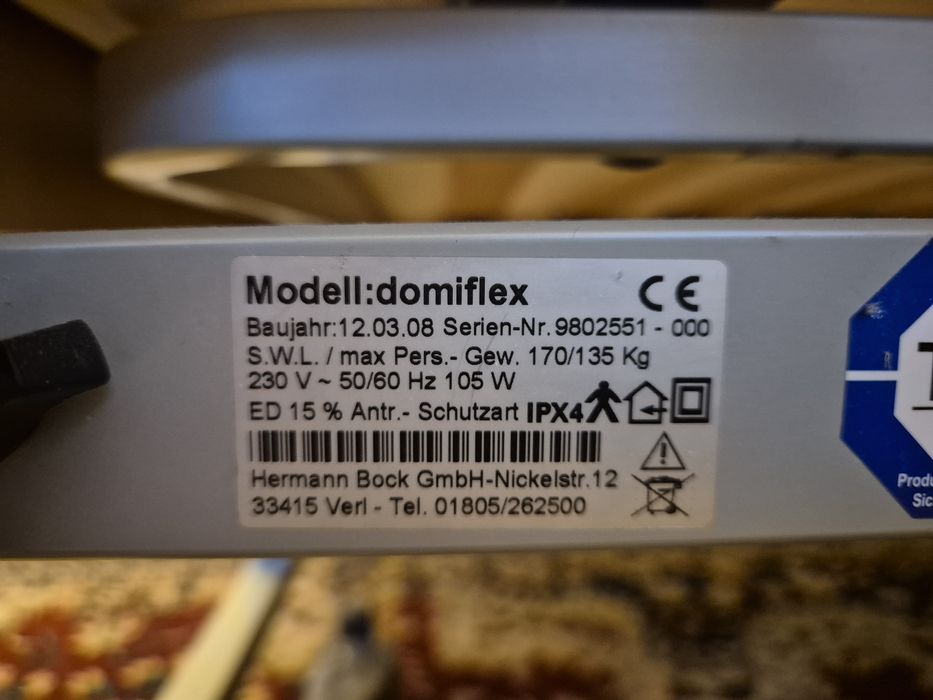 Modell:domiflex
Baujahr:12.03.08 Serien-Nr. 9802551 - 000
S.W.L. / max Pers.- Gew. 170/135 Kg
230 V ~ 50/60 Hz 105 W
ED 15 % Antr.- Schutzart IPX4
Hermann Bock GmbH-Nickelstr.12
33415 Verl - Tel. 01805/262500